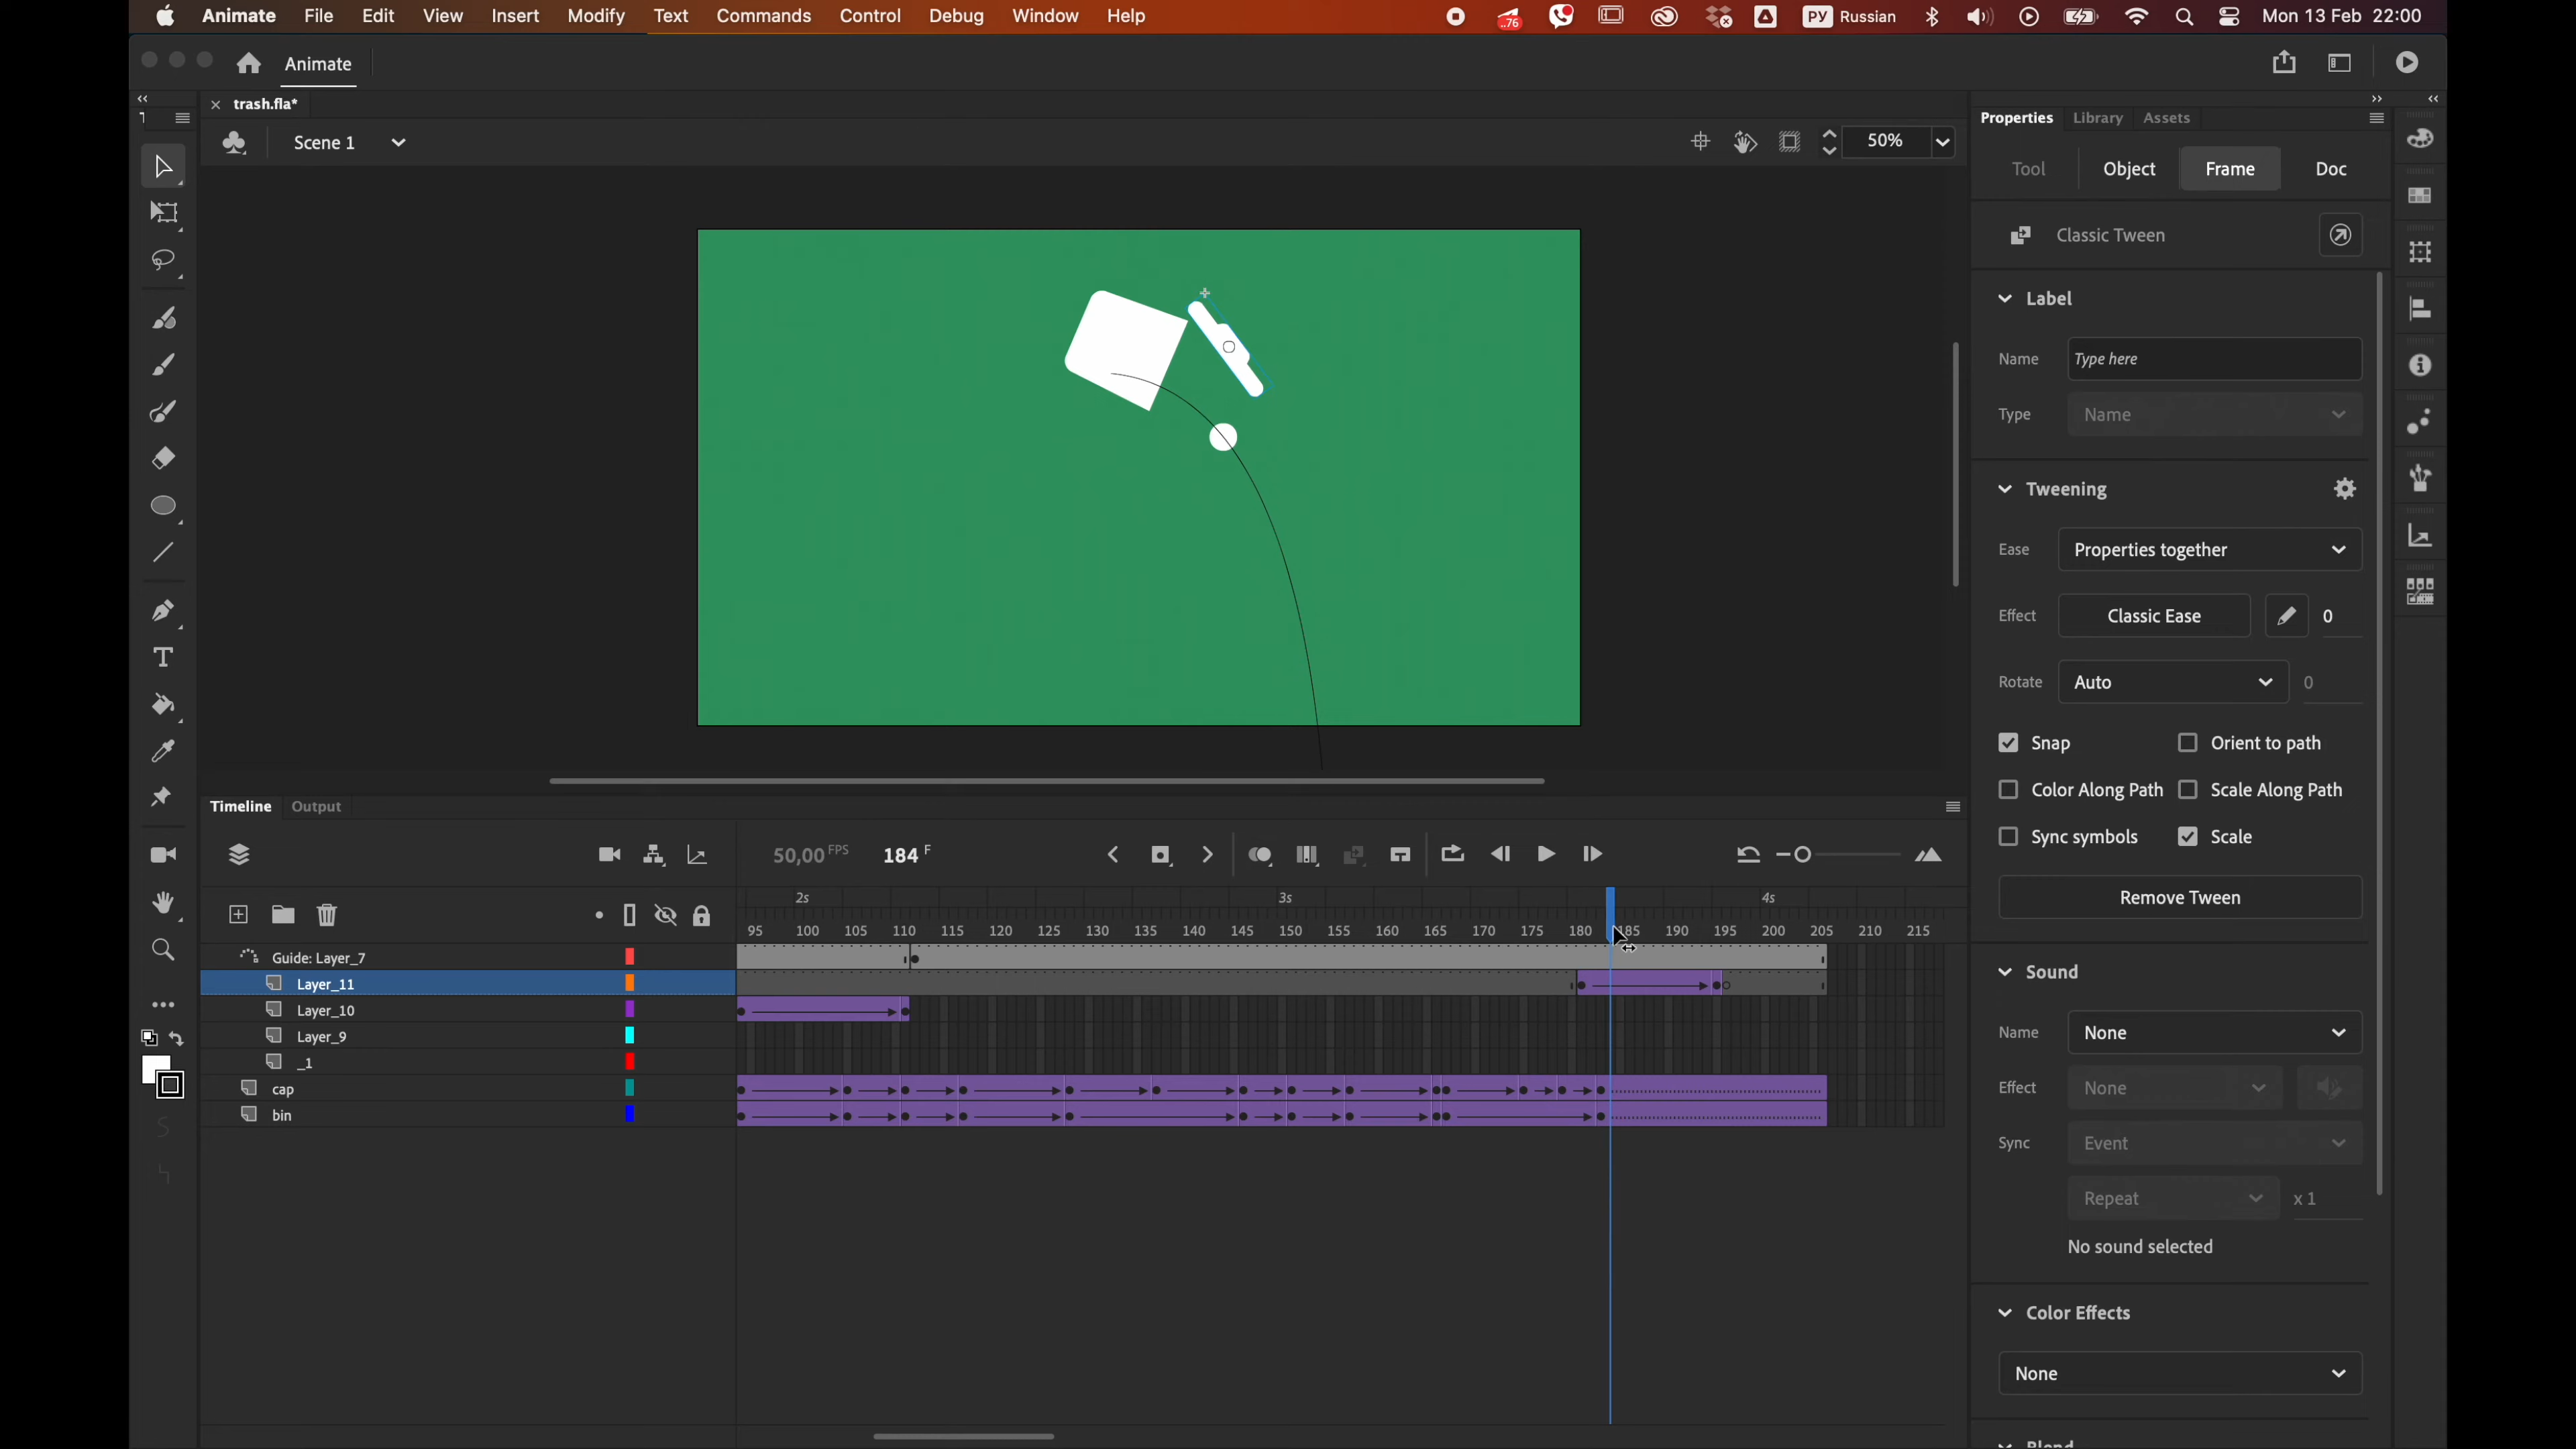 Animate File Edit View Insert Modify Text Commands Control Debug Window Help
.76 РУ Russian Mon 13 Feb 22:00
Animate
trash.fla*
Scene 1
50%
Properties Library Assets
Tool Object Frame Doc
Classic Tween
Label
Name Type here
Type Name
Tweening
Ease Properties together
Effect Classic Ease 0
Rotate Auto 0
Snap Orient to path
Color Along Path Scale Along Path
Sync symbols Scale
Remove Tween
Sound
Name None
Effect None
Sync Event
Repeat x 1
No sound selected
Color Effects
None
Timeline Output
50,00 FPS 184 F
2s 3s 4s
95 100 105 110 115 120 125 130 135 140 145 150 155 160 165 170 175 180 185 190 195 200 205 210 215
Guide: Layer_7
Layer_11
Layer_10
Layer_9
_1
cap
bin